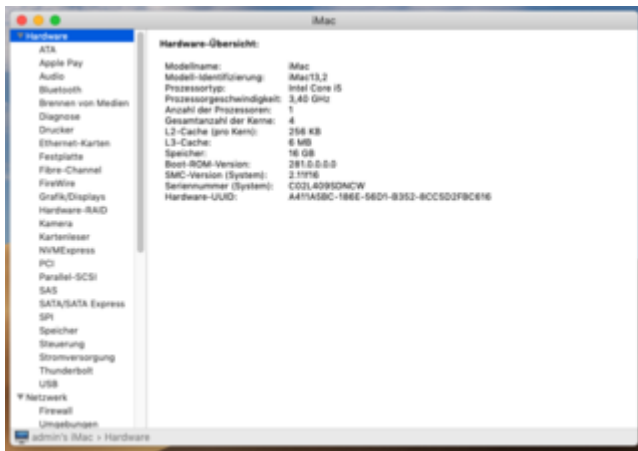 iMac
▼ Hardware
ATA
Apple Pay
Audio
Bluetooth
Brennen von Medien
Diagnose
Drucker
Ethernet-Karten
Festplatte
Fibre-Channel
FireWire
Grafik/Displays
Hardware-RAID
Kamera
Kartenleser
NVMExpress
PCI
Parallel-SCSI
SAS
SATA/SATA Express
SPI
Speicher
Steuerung
Stromversorgung
Thunderbolt
USB
▼ Netzwerk
Firewall
Umgebungen
Hardware-Übersicht:
Modellname: iMac
Modell-Identifizierung: iMac13,2
Prozessortyp: Intel Core i5
Prozessorgeschwindigkeit: 3,40 GHz
Anzahl der Prozessoren: 1
Gesamtanzahl der Kerne: 4
L2-Cache (pro Kern): 256 KB
L3-Cache: 6 MB
Speicher: 16 GB
Boot-ROM-Version: 281.0.0.0.0
SMC-Version (System): 2.11f16
Seriennummer (System):
Hardware-UUID:
admin's iMac › Hardware